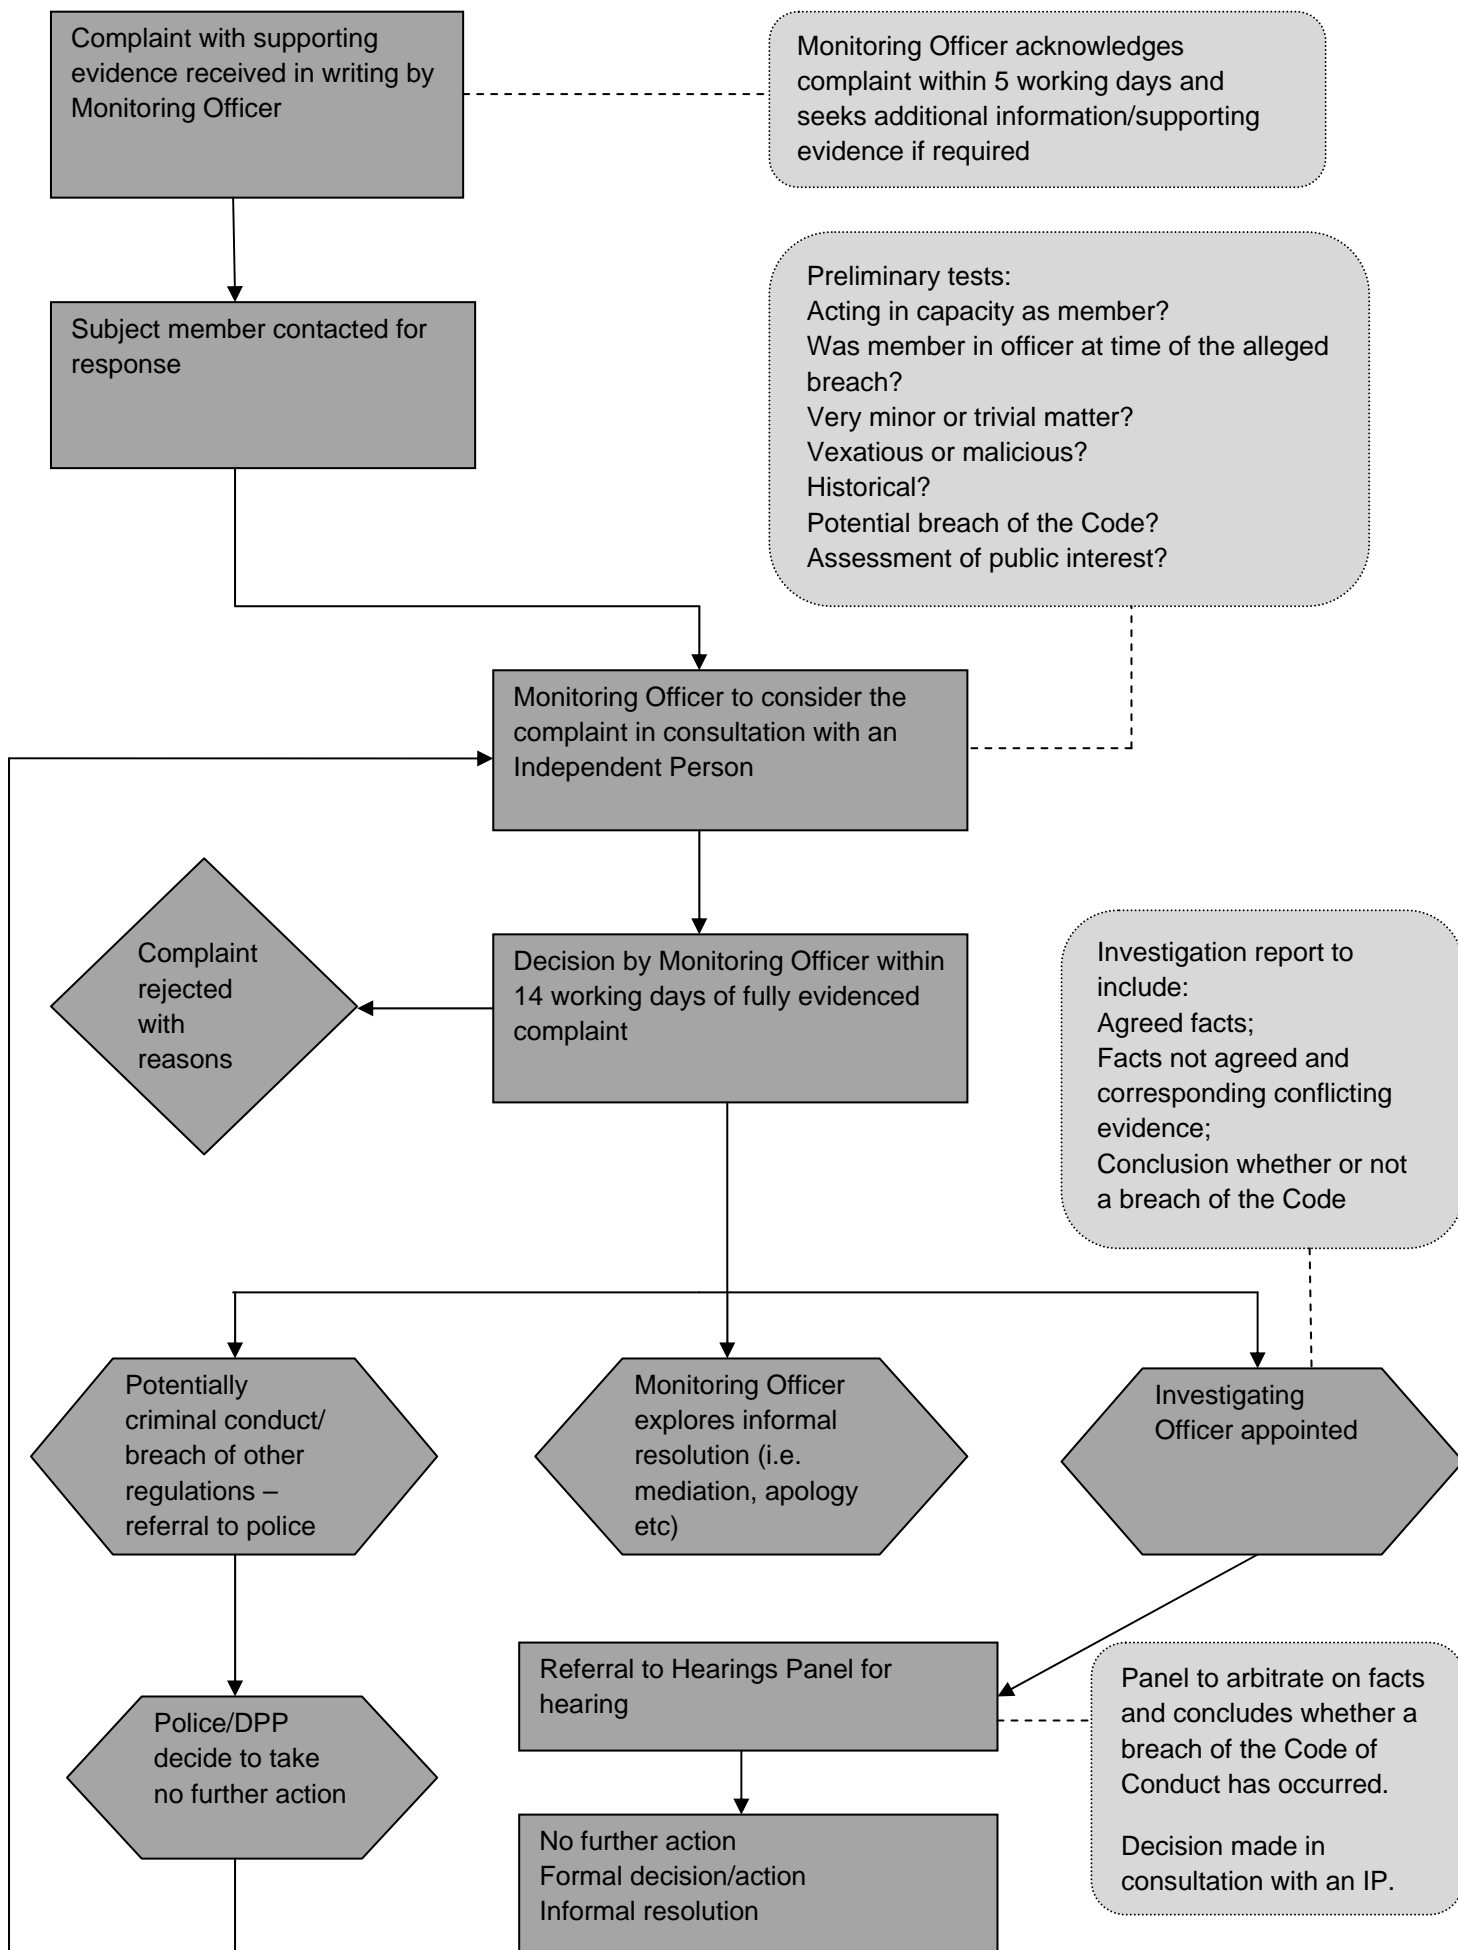 Complaint with supporting
evidence received in writing by
Monitoring Officer
Monitoring Officer acknowledges
complaint within 5 working days and
seeks additional information/supporting
evidence if required
Preliminary tests:
Acting in capacity as member?
Was member in officer at time of the alleged
breach?
Very minor or trivial matter?
Vexatious or malicious?
Historical?
Potential breach of the Code?
Assessment of public interest?
Subject member contacted for
response
Monitoring Officer to consider the
complaint in consultation with an
Independent Person
Complaint
rejected
with
reasons
Decision by Monitoring Officer within
14 working days of fully evidenced
complaint
Investigation report to
include:
Agreed facts;
Facts not agreed and
corresponding conflicting
evidence;
Conclusion whether or not
a breach of the Code
Potentially
criminal conduct/
breach of other
regulations –
referral to police
Monitoring Officer
explores informal
resolution (i.e.
mediation, apology
etc)
Investigating
Officer appointed
Police/DPP
decide to take
no further action
Referral to Hearings Panel for
hearing
Panel to arbitrate on facts
and concludes whether a
breach of the Code of
Conduct has occurred.
Decision made in
consultation with an IP.
No further action
Formal decision/action
Informal resolution